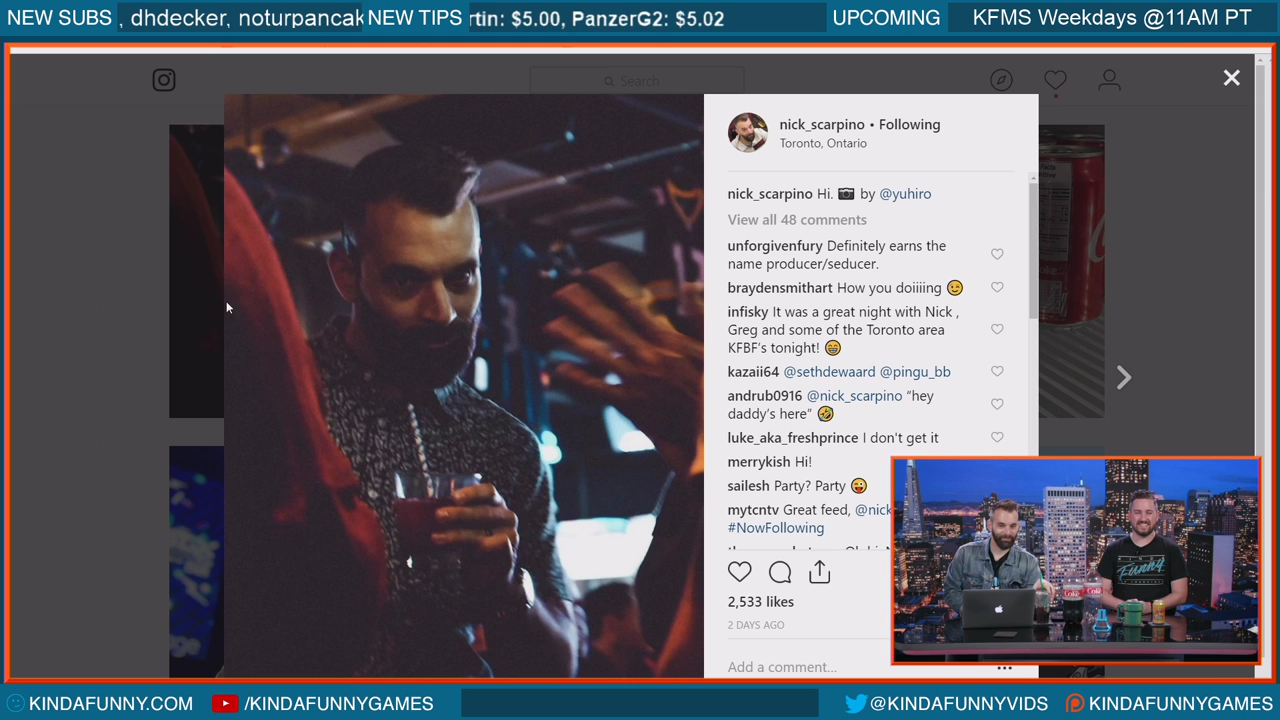 NEW SUBS , dhdecker, noturpancak NEW TIPS rtin: $5.00, PanzerG2: $5.02 UPCOMING KFMS Weekdays @11AM PT
Search
nick_scarpino • Following
Toronto, Ontario
nick_scarpino Hi. 📷 by @yuhiro
View all 48 comments
unforgivenfury Definitely earns the
name producer/seducer.
braydensmithart How you doiiiing 😉
infisky It was a great night with Nick ,
Greg and some of the Toronto area
KFBF's tonight! 😁
kazaii64 @sethdewaard @pingu_bb
andrub0916 @nick_scarpino "hey
daddy's here" 🤣
luke_aka_freshprince I don't get it
merrykish Hi!
sailesh Party? Party 😜
mytcntv Great feed, @nick
#NowFollowing
2,533 likes
2 DAYS AGO
Add a comment...
Funny
Coke
Coke
KINDAFUNNY.COM /KINDAFUNNYGAMES @KINDAFUNNYVIDS KINDAFUNNYGAMES